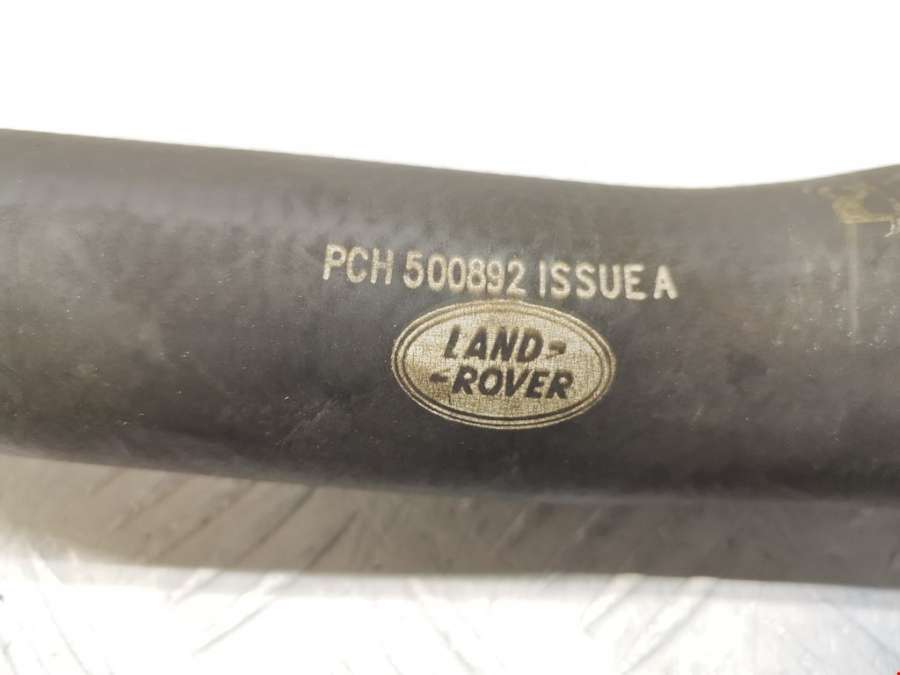 PCH 500892 ISSUE A
LAND-
-ROVER